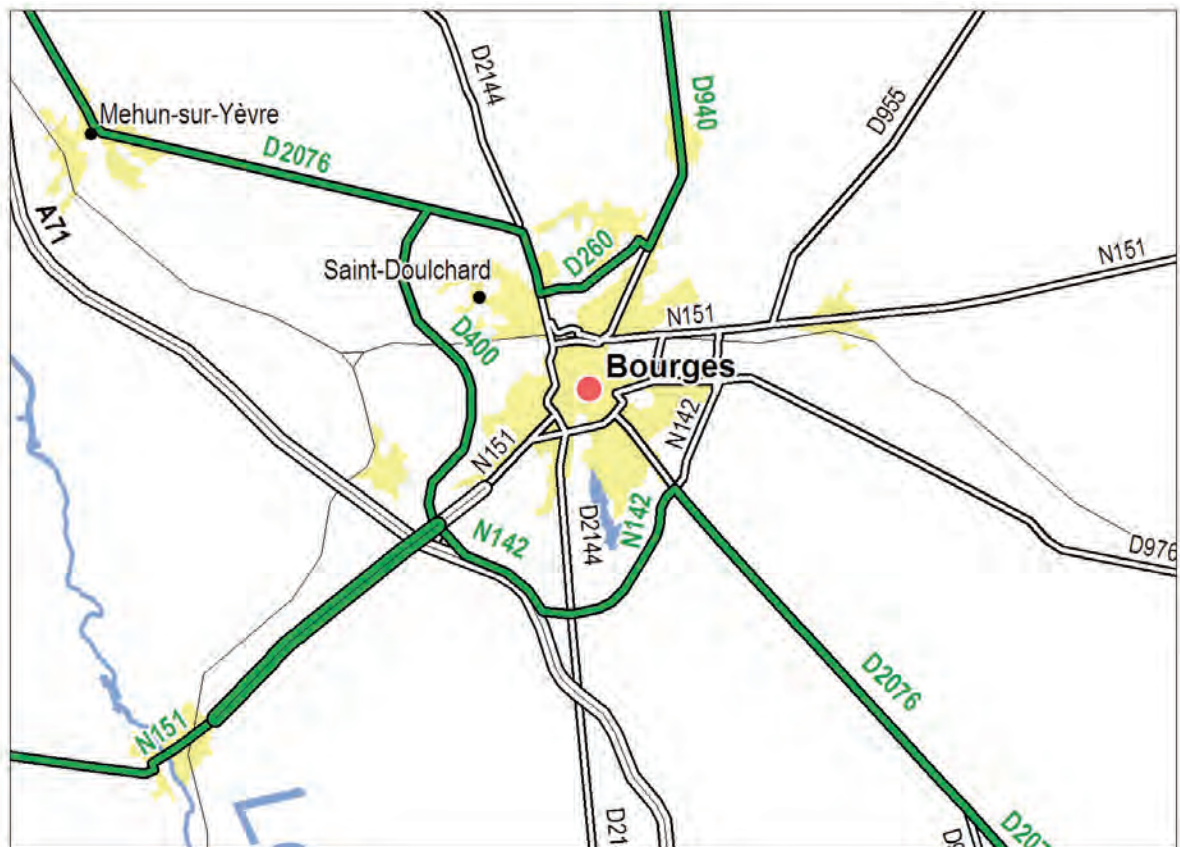 D2144
D940
D955
Mehun-sur-Yèvre
D2076
A71
D260
N151
Saint-Doulchard
N151
D400
Bourges
N142
N151
N142
D2144
N142
D976
D2076
N151